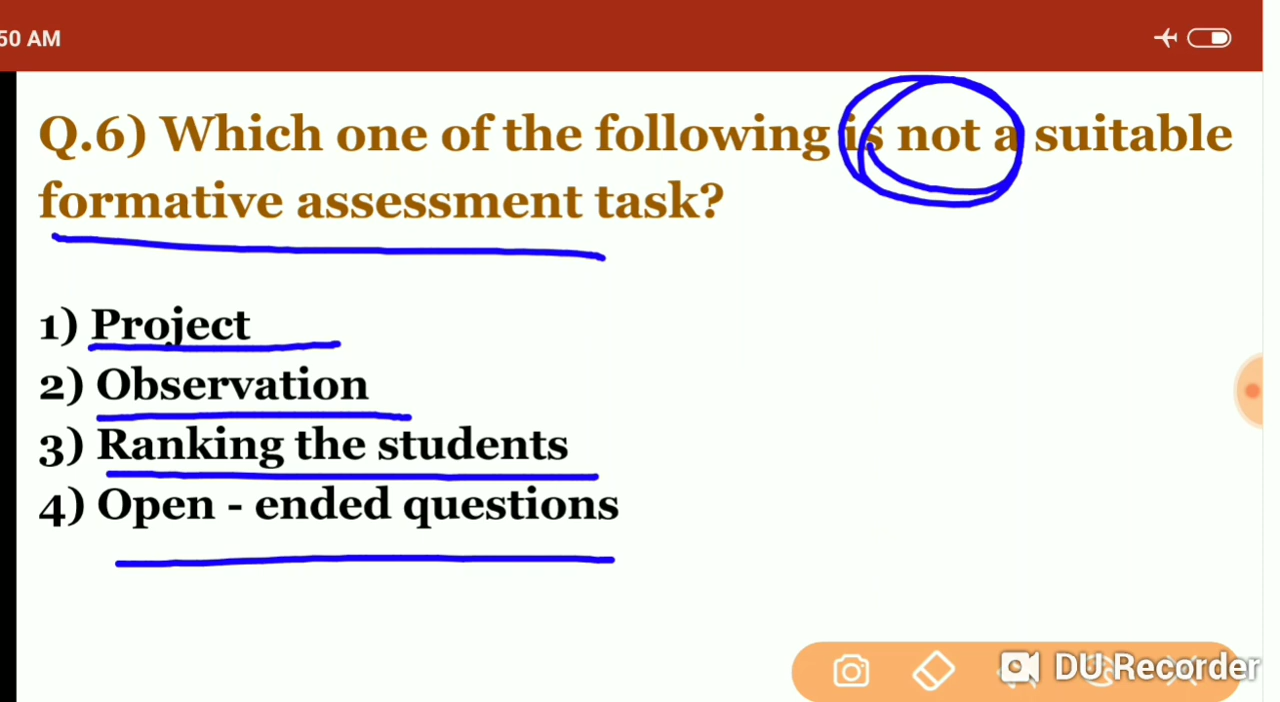 50 AM
Q.6) Which one of the following is not a suitable
formative assessment task?
1) Project
2) Observation
3) Ranking the students
4) Open - ended questions
DU Recorder